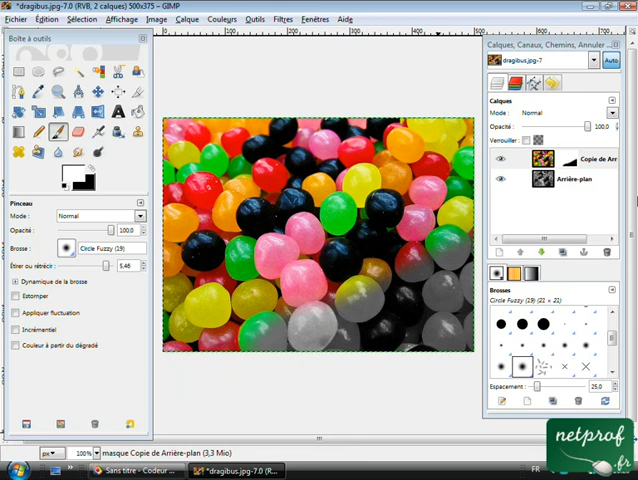 *dragibus.jpg-7.0 (RVB, 2 calques) 500x375 – GIMP
Fichier Édition Sélection Affichage Image Calque Couleurs Outils Filtres Fenêtres Aide
Boîte à outils
Pinceau
Mode : Normal
Opacité : 100,0
Brosse : Circle Fuzzy (19)
Étirer ou rétrécir : 5,46
Dynamique de la brosse
Estomper
Appliquer fluctuation
Incrémentiel
Couleur à partir du dégradé
Calques, Canaux, Chemins, Annuler
dragibus.jpg-7
Auto
Calques
Mode : Normal
Opacité : 100,0
Verrouiller :
Copie de Arr
Arrière-plan
Brosses
Circle Fuzzy (19) (21 × 21)
Espacement : 25,0
px 100% masque Copie de Arrière-plan (3,3 Mio)
Sans titre - Codeur ...
*dragibus.jpg-7.0 (R...
FR
netprof
.fr